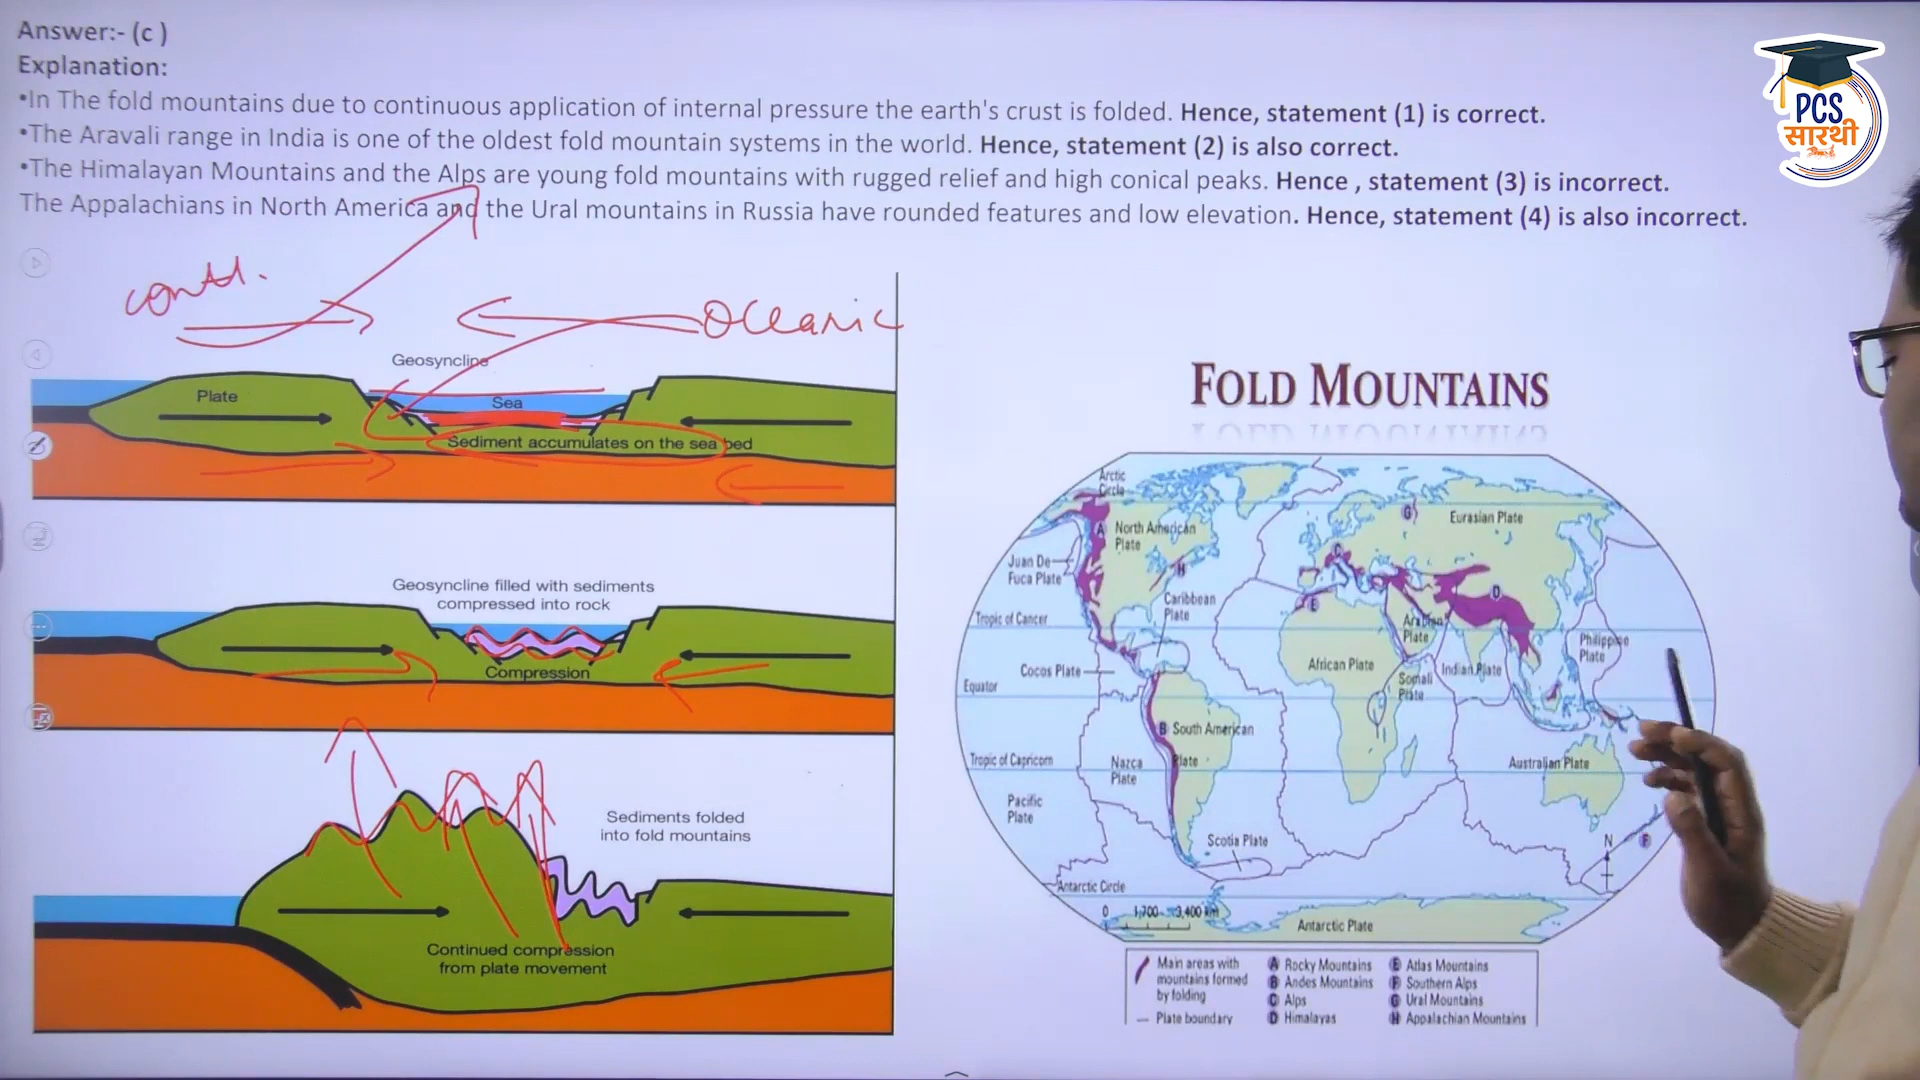 Answer:- (c )
Explanation:
•In The fold mountains due to continuous application of internal pressure the earth's crust is folded. Hence, statement (1) is correct.
•The Aravali range in India is one of the oldest fold mountain systems in the world. Hence, statement (2) is also correct.
•The Himalayan Mountains and the Alps are young fold mountains with rugged relief and high conical peaks. Hence , statement (3) is incorrect.
The Appalachians in North America and the Ural mountains in Russia have rounded features and low elevation. Hence, statement (4) is also incorrect.
PCS
सारथी
Oceanic
Geosyncline
Plate
Sea
Sediment accumulates on the sea bed
Geosyncline filled with sediments
compressed into rock
Compression
Sediments folded
into fold mountains
Continued compression
from plate movement
FOLD MOUNTAINS
Arctic
Circle
North American
Plate
Eurasian Plate
Juan De
Fuca Plate
Caribbean
Plate
Tropic of Cancer
Arabian
Plate
Philippine
Plate
Cocos Plate
African Plate
Somali
Plate
Indian Plate
Equator
South American
Plate
Tropic of Capricorn
Nazca
Plate
Australian Plate
Pacific
Plate
Scotia Plate
N
Antarctic Circle
0 1,700 3,400 km
Antarctic Plate
A
B
C
D
E
F
G
H
Main areas with
mountains formed
by folding
Plate boundary
A Rocky Mountains
B Andes Mountains
C Alps
D Himalayas
E Atlas Mountains
F Southern Alps
G Ural Mountains
H Appalachian Mountains